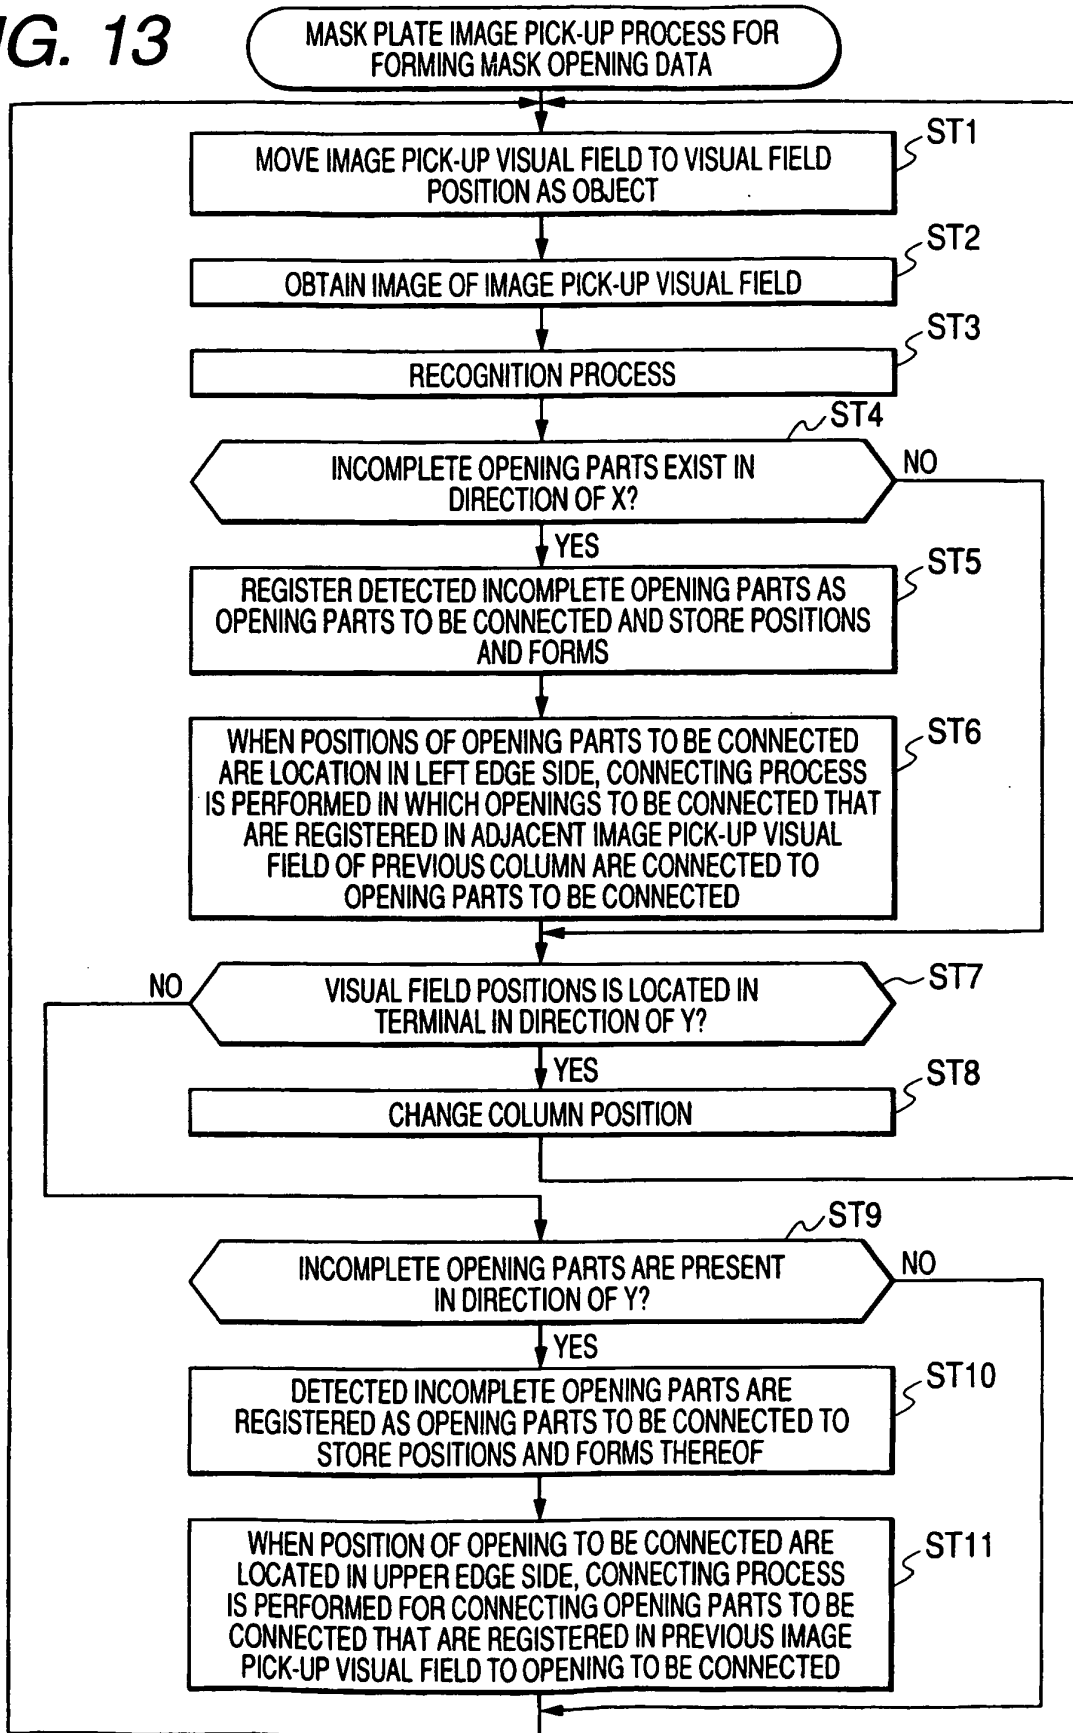 IG. 13
MASK PLATE IMAGE PICK-UP PROCESS FOR
FORMING MASK OPENING DATA
ST1
MOVE IMAGE PICK-UP VISUAL FIELD TO VISUAL FIELD
POSITION AS OBJECT
ST2
OBTAIN IMAGE OF IMAGE PICK-UP VISUAL FIELD
ST3
RECOGNITION PROCESS
ST4
INCOMPLETE OPENING PARTS EXIST IN
DIRECTION OF X?
NO
YES
ST5
REGISTER DETECTED INCOMPLETE OPENING PARTS AS
OPENING PARTS TO BE CONNECTED AND STORE POSITIONS
AND FORMS
ST6
WHEN POSITIONS OF OPENING PARTS TO BE CONNECTED
ARE LOCATION IN LEFT EDGE SIDE, CONNECTING PROCESS
IS PERFORMED IN WHICH OPENINGS TO BE CONNECTED THAT
ARE REGISTERED IN ADJACENT IMAGE PICK-UP VISUAL
FIELD OF PREVIOUS COLUMN ARE CONNECTED TO
OPENING PARTS TO BE CONNECTED
ST7
NO
VISUAL FIELD POSITIONS IS LOCATED IN
TERMINAL IN DIRECTION OF Y?
YES
ST8
CHANGE COLUMN POSITION
ST9
INCOMPLETE OPENING PARTS ARE PRESENT
IN DIRECTION OF Y?
NO
YES
ST10
DETECTED INCOMPLETE OPENING PARTS ARE
REGISTERED AS OPENING PARTS TO BE CONNECTED TO
STORE POSITIONS AND FORMS THEREOF
ST11
WHEN POSITION OF OPENING TO BE CONNECTED ARE
LOCATED IN UPPER EDGE SIDE, CONNECTING PROCESS
IS PERFORMED FOR CONNECTING OPENING PARTS TO BE
CONNECTED THAT ARE REGISTERED IN PREVIOUS IMAGE
PICK-UP VISUAL FIELD TO OPENING TO BE CONNECTED